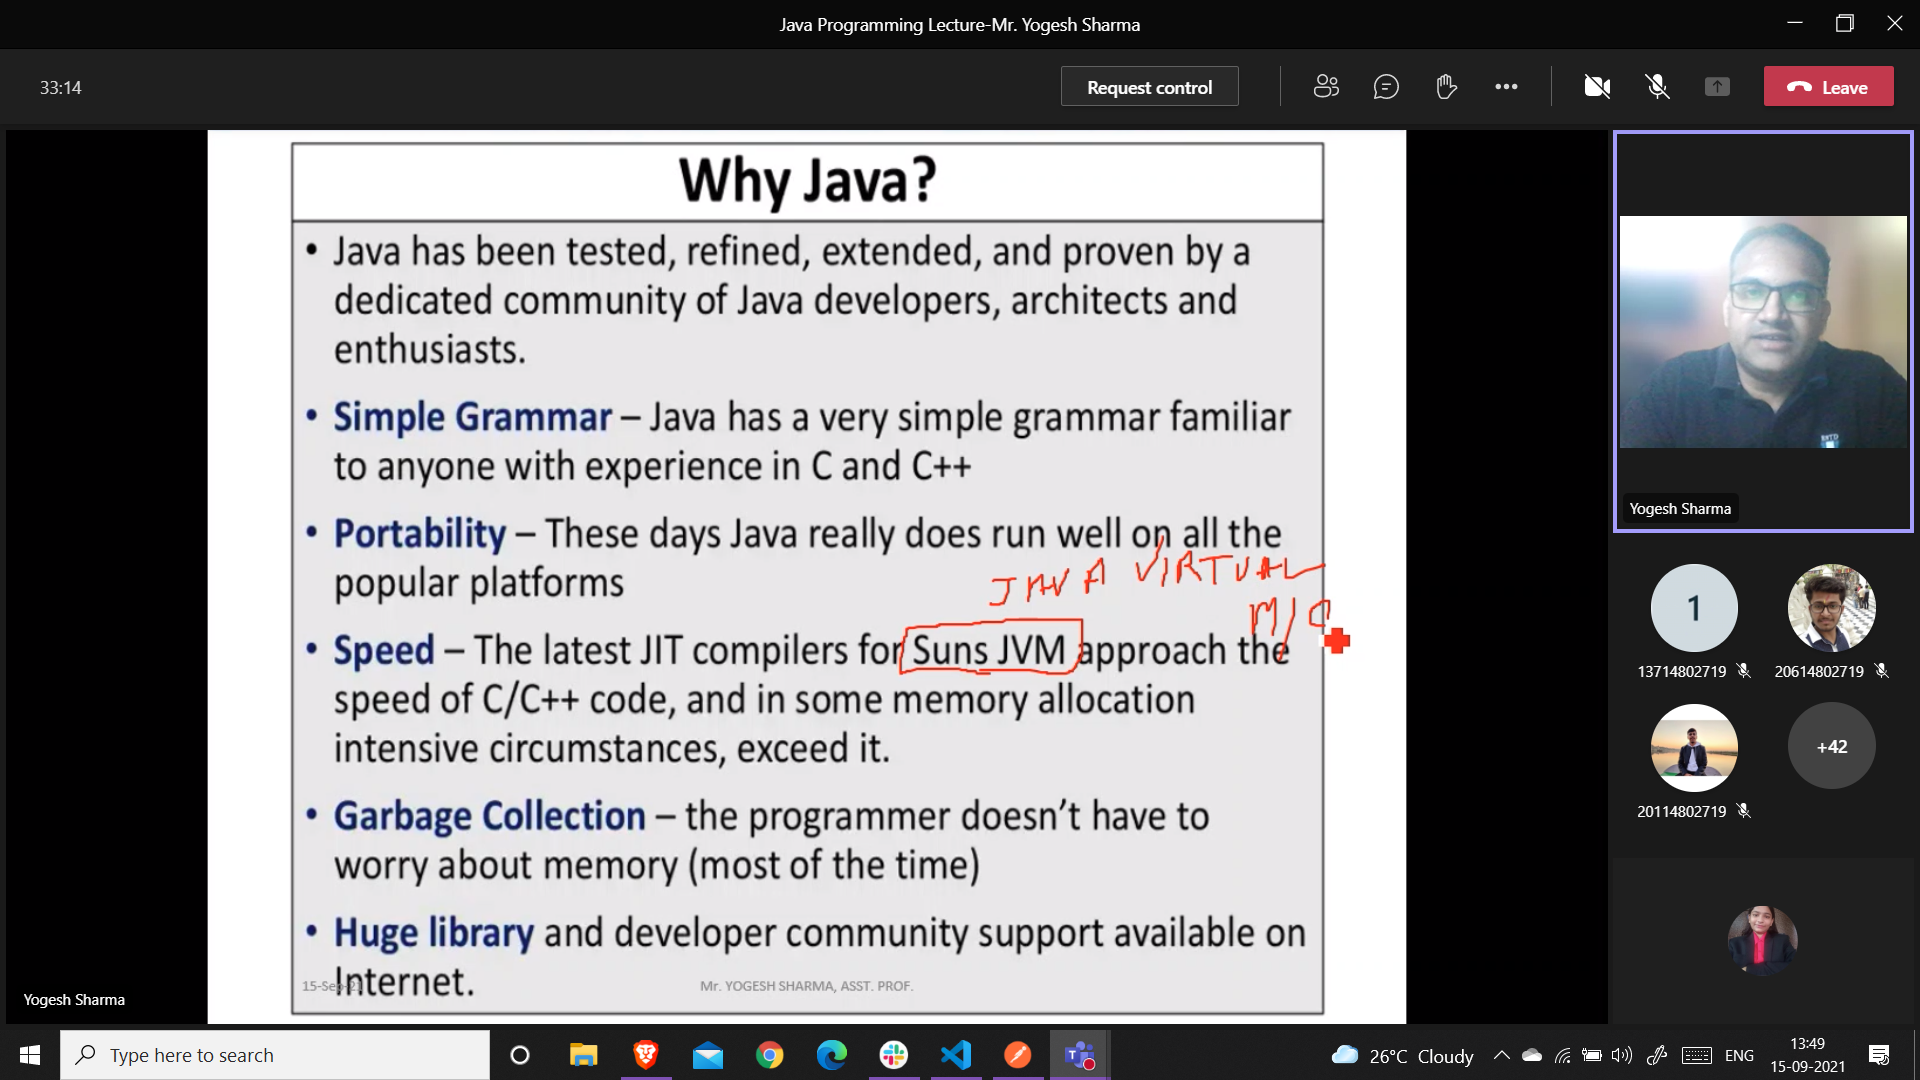 Java Programming Lecture-Mr. Yogesh Sharma
33:14
Request control
Leave
Why Java?
• Java has been tested, refined, extended, and proven by a
dedicated community of Java developers, architects and
enthusiasts.
• Simple Grammar – Java has a very simple grammar familiar
to anyone with experience in C and C++
• Portability – These days Java really does run well on all the
popular platforms
JAVA VIRTUAL
M/C
• Speed – The latest JIT compilers for Suns JVM approach the
speed of C/C++ code, and in some memory allocation
intensive circumstances, exceed it.
• Garbage Collection – the programmer doesn't have to
worry about memory (most of the time)
• Huge library and developer community support available on
Internet.
15-Sep-21
Mr. YOGESH SHARMA, ASST. PROF.
Yogesh Sharma
Yogesh Sharma
1
13714802719
20614802719
20114802719
+42
Type here to search
26°C Cloudy
ENG
13:49
15-09-2021